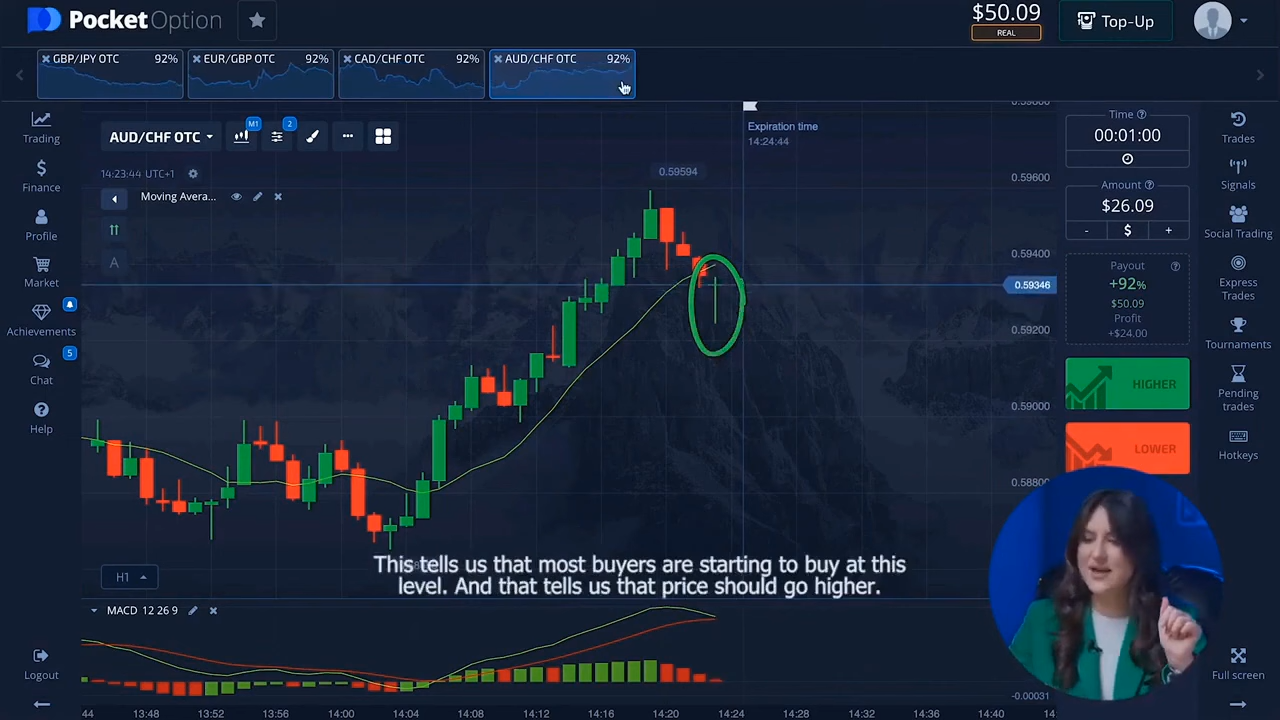 PocketOption
$50.09
REAL
Top-Up
GBP/JPY OTC 92%
EUR/GBP OTC 92%
CAD/CHF OTC 92%
AUD/CHF OTC 92%
Trading
Finance
Profile
Market
Achievements
5
Chat
Help
Logout
AUD/CHF OTC
M1
2
14:23:44 UTC+1
Moving Avera...
A
0.59594
Expiration time
14:24:44
0.59600
0.59400
0.59346
0.59200
0.59000
0.58800
Time
00:01:00
Amount
$26.09
- $ +
Payout
+92%
$50.09
Profit
+$24.00
HIGHER
LOWER
Trades
Signals
Social Trading
Express
Trades
Tournaments
Pending
trades
Hotkeys
Full screen
This tells us that most buyers are starting to buy at this
level. And that tells us that price should go higher.
H1
MACD 12 26 9
-0.00031
:44 13:48 13:52 13:56 14:00 14:04 14:08 14:12 14:16 14:20 14:24 14:28 14:32 14:36 14:40